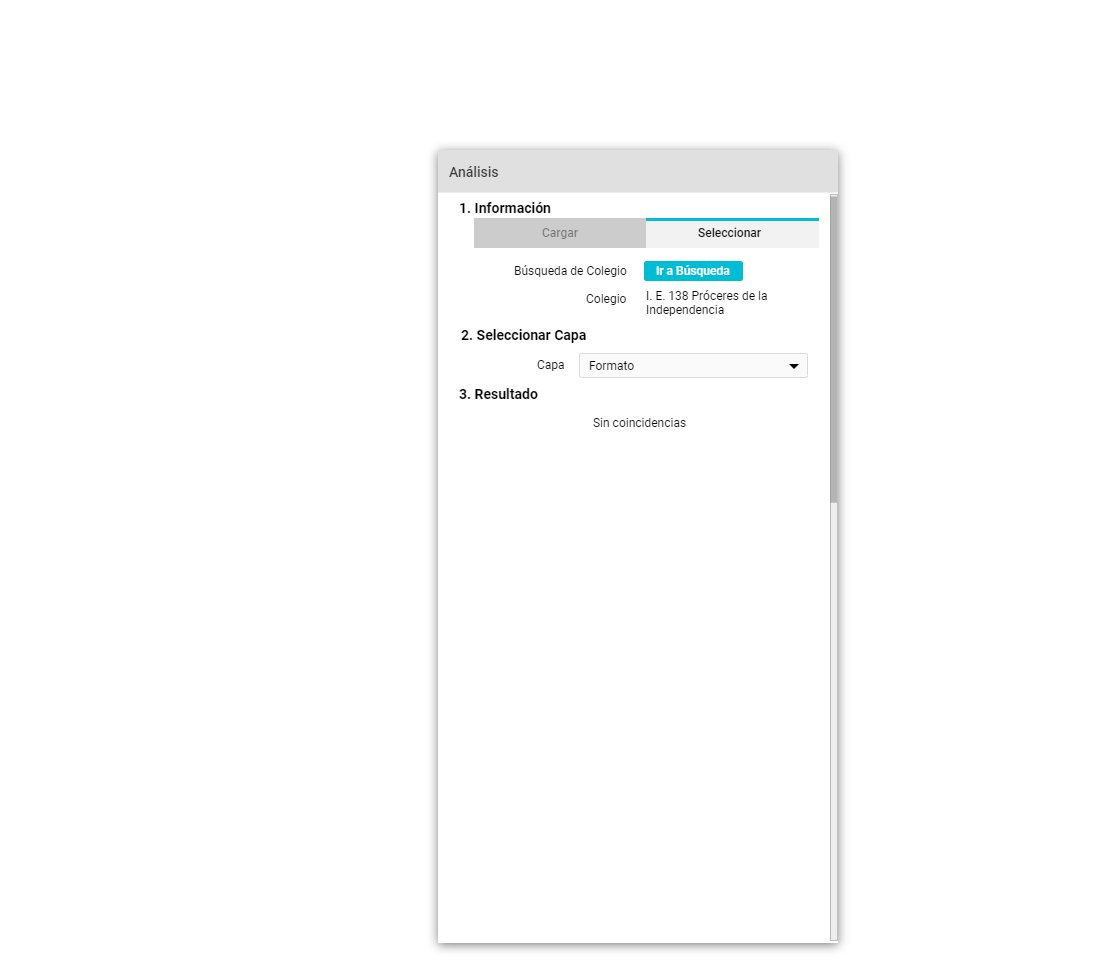 Análisis
1. Información
Cargar
Seleccionar
Búsqueda de Colegio
Ir a Búsqueda
Colegio
I. E. 138 Próceres de la
Independencia
2. Seleccionar Capa
Capa
Formato
3. Resultado
Sin coincidencias